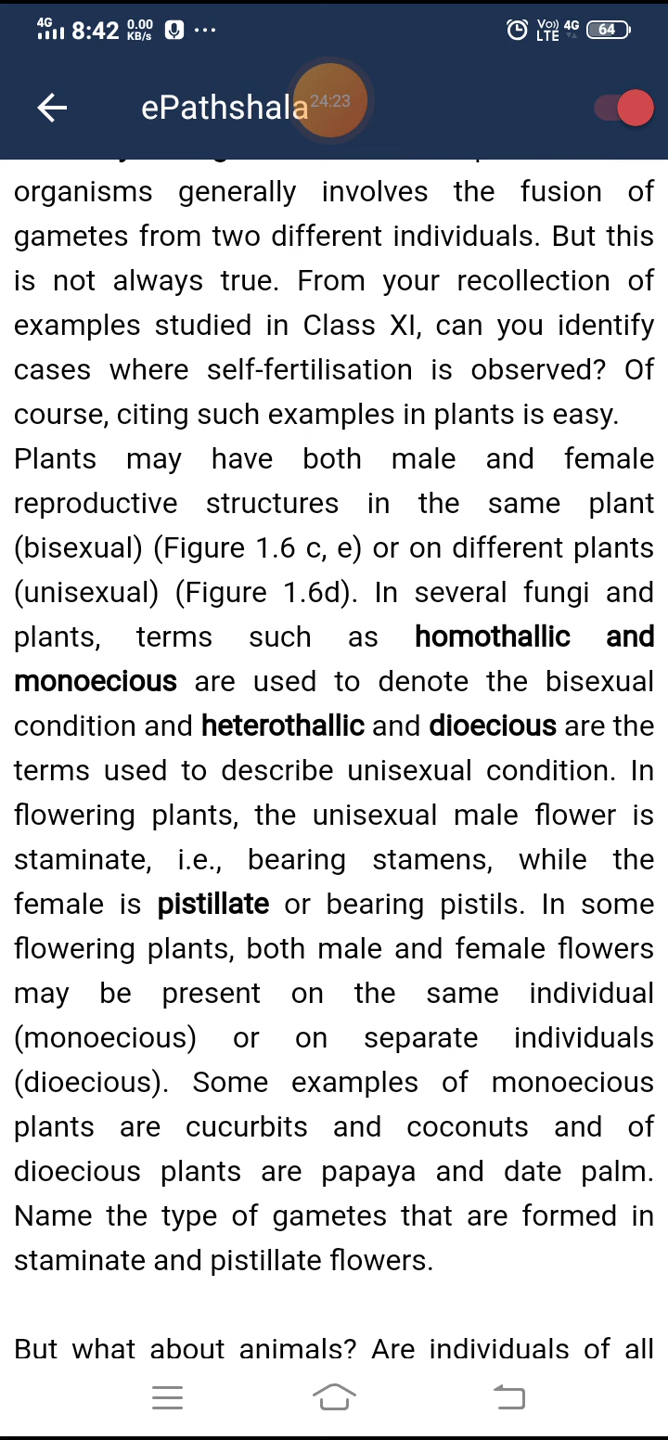 4G 8:42 0.00 KB/s ... Vo)) LTE 4G 64
ePathshala 24:23
organisms generally involves the fusion of
gametes from two different individuals. But this
is not always true. From your recollection of
examples studied in Class XI, can you identify
cases where self-fertilisation is observed? Of
course, citing such examples in plants is easy.
Plants may have both male and female
reproductive structures in the same plant
(bisexual) (Figure 1.6 c, e) or on different plants
(unisexual) (Figure 1.6d). In several fungi and
plants, terms such as homothallic and
monoecious are used to denote the bisexual
condition and heterothallic and dioecious are the
terms used to describe unisexual condition. In
flowering plants, the unisexual male flower is
staminate, i.e., bearing stamens, while the
female is pistillate or bearing pistils. In some
flowering plants, both male and female flowers
may be present on the same individual
(monoecious) or on separate individuals
(dioecious). Some examples of monoecious
plants are cucurbits and coconuts and of
dioecious plants are papaya and date palm.
Name the type of gametes that are formed in
staminate and pistillate flowers.
But what about animals? Are individuals of all